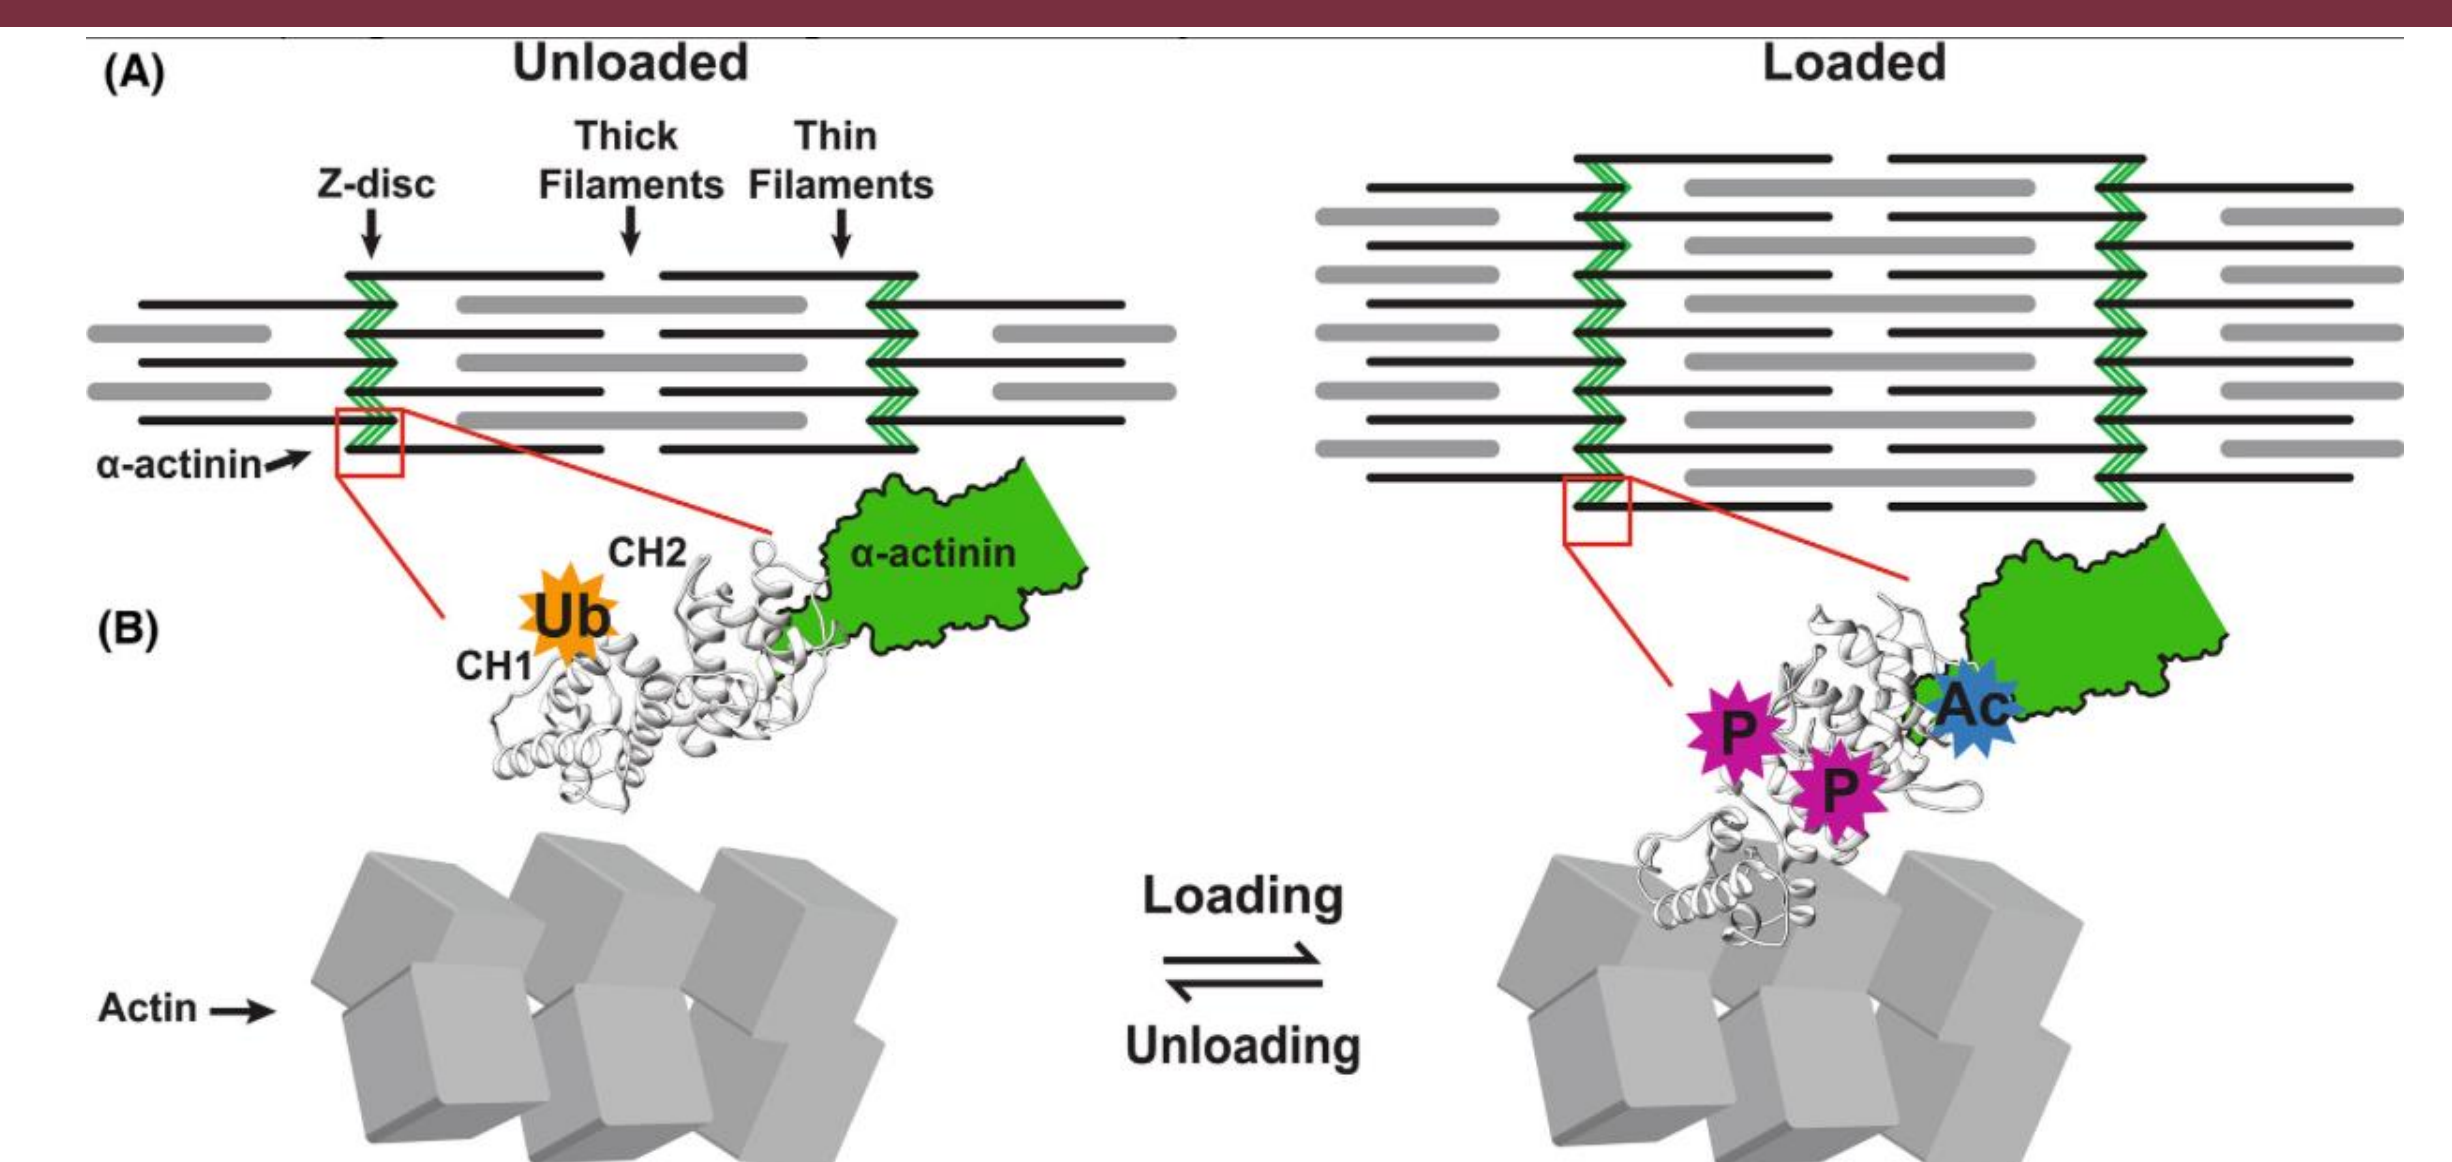 (A)
Unloaded
Loaded
Thick
Filaments
Thin
Filaments
Z-disc
α-actinin
CH2
α-actinin
Ub
(B)
CH1
P
P
Ac
Loading
Unloading
Actin